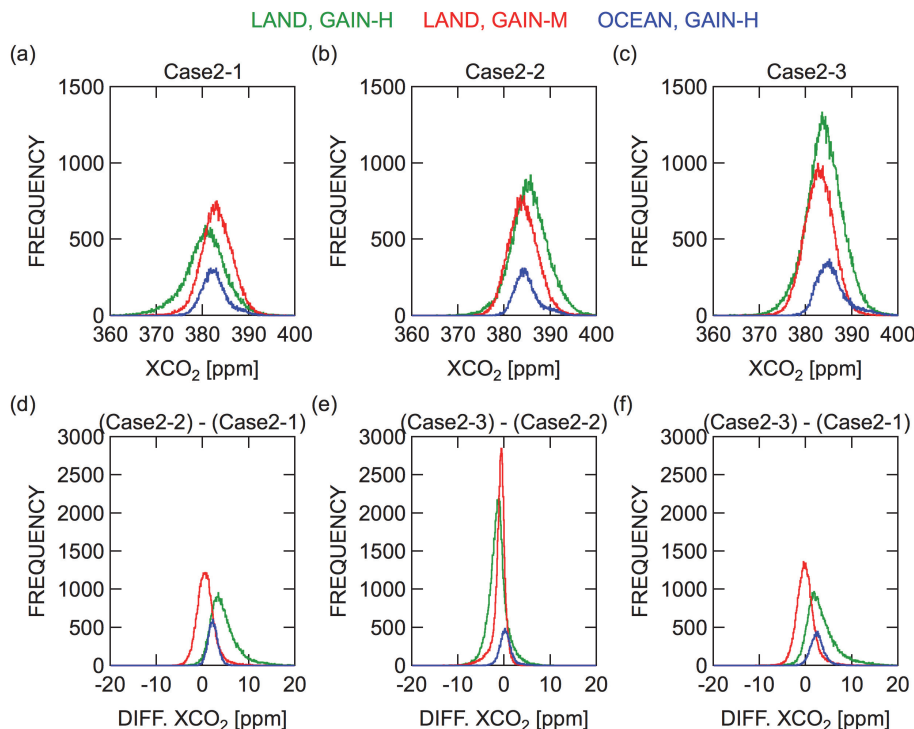 LAND, GAIN-H LAND, GAIN-M OCEAN, GAIN-H
(a) (b) (c)
Case2-1 Case2-2 Case2-3
1500 1500 1500
1000 1000 1000
500 500 500
0 0 0
FREQUENCY FREQUENCY FREQUENCY
360 370 380 390 400 360 370 380 390 400 360 370 380 390 400
XCO₂ [ppm] XCO₂ [ppm] XCO₂ [ppm]
(d) (e) (f)
(Case2-2) - (Case2-1) (Case2-3) - (Case2-2) (Case2-3) - (Case2-1)
3000 3000 3000
2500 2500 2500
2000 2000 2000
1500 1500 1500
1000 1000 1000
500 500 500
0 0 0
FREQUENCY FREQUENCY FREQUENCY
-20 -10 0 10 20 -20 -10 0 10 20 -20 -10 0 10 20
DIFF. XCO₂ [ppm] DIFF. XCO₂ [ppm] DIFF. XCO₂ [ppm]